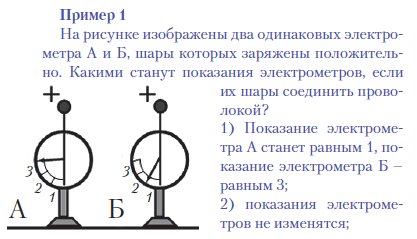 Пример 1
На рисунке изображены два одинаковых электро-
метра А и Б, шары которых заряжены положитель-
но. Какими станут показания электрометров, если
их шары соединить прово-
локой?
1) Показание электроме-
тра А станет равным 1, по-
казание электрометра Б –
равным 3;
2) показания электроме-
тров не изменятся;
+ +
3 2 1 3 2 1
А Б